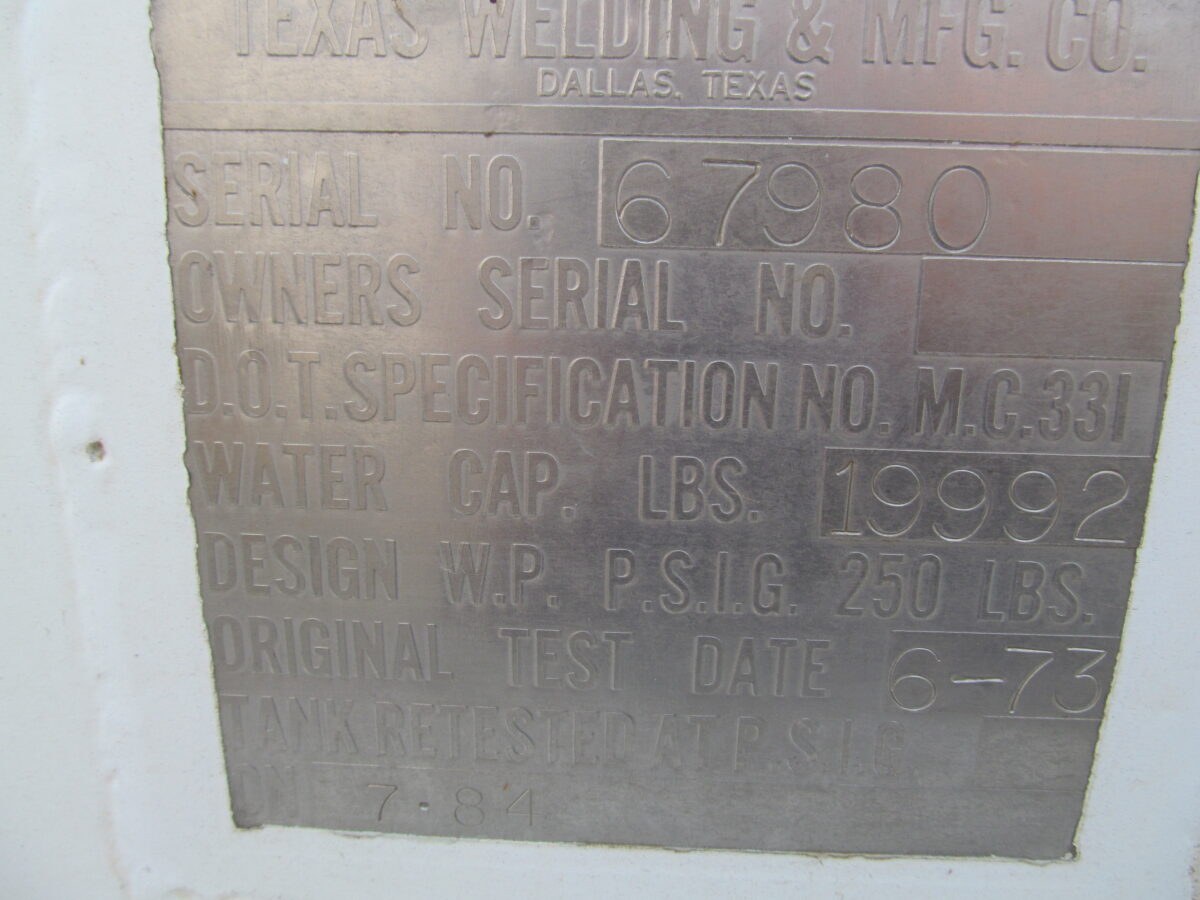 TEXAS WELDING & MFG. CO.
DALLAS, TEXAS
SERIAL NO. 67980
OWNERS SERIAL NO.
D.O.T. SPECIFICATION NO. M.C.331
WATER CAP. LBS. 19992
DESIGN W.P. P.S.I.G. 250 LBS.
ORIGINAL TEST DATE 6-73
TANK RETESTED AT P.S.I.G.
ON 7·84